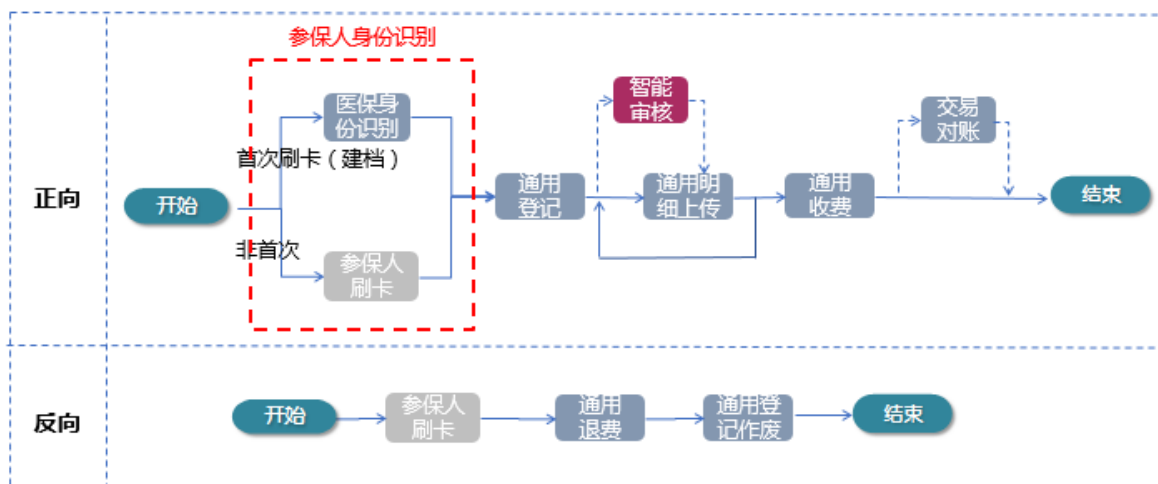 参保人身份识别
医保身
份识别
首次刷卡（建档）
正向
开始
非首次
参保人
刷卡
通用
登记
智能
审核
通用明
细上传
通用
收费
交易
对账
结束
反向
开始
参保人
刷卡
通用
退费
通用登
记作废
结束